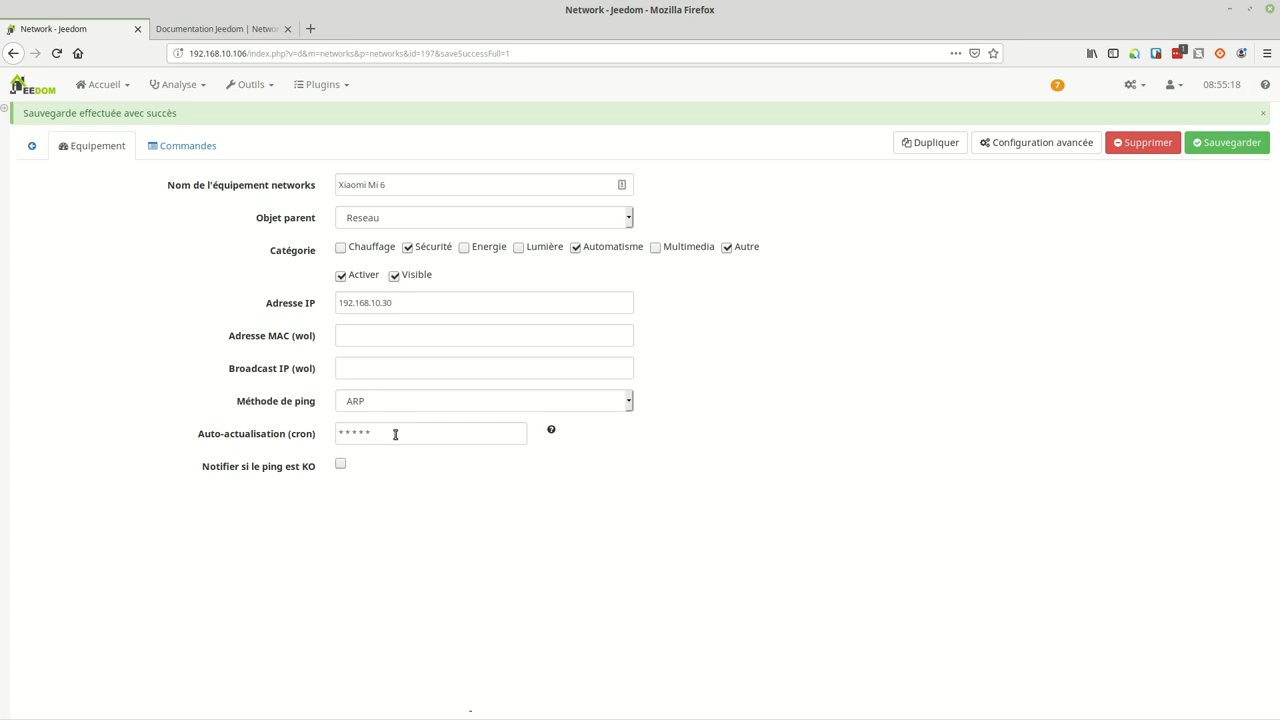 Network - Jeedom - Mozilla Firefox
Network - Jeedom
Documentation Jeedom | Networ
192.168.10.106/index.php?v=d&m=networks&p=networks&id=197&saveSuccessFull=1
1
JEEDOM
Accueil
Analyse
Outils
Plugins
7
08:55:18
Sauvegarde effectuée avec succès
×
Equipement
Commandes
Dupliquer
Configuration avancée
Supprimer
Sauvegarder
Nom de l'équipement networks
Xiaomi Mi 6
Objet parent
Reseau
Catégorie
Chauffage Sécurité Energie Lumière Automatisme Multimedia Autre
Activer Visible
Adresse IP
192.168.10.30
Adresse MAC (wol)
Broadcast IP (wol)
Méthode de ping
ARP
Auto-actualisation (cron)
* * * * *
Notifier si le ping est KO